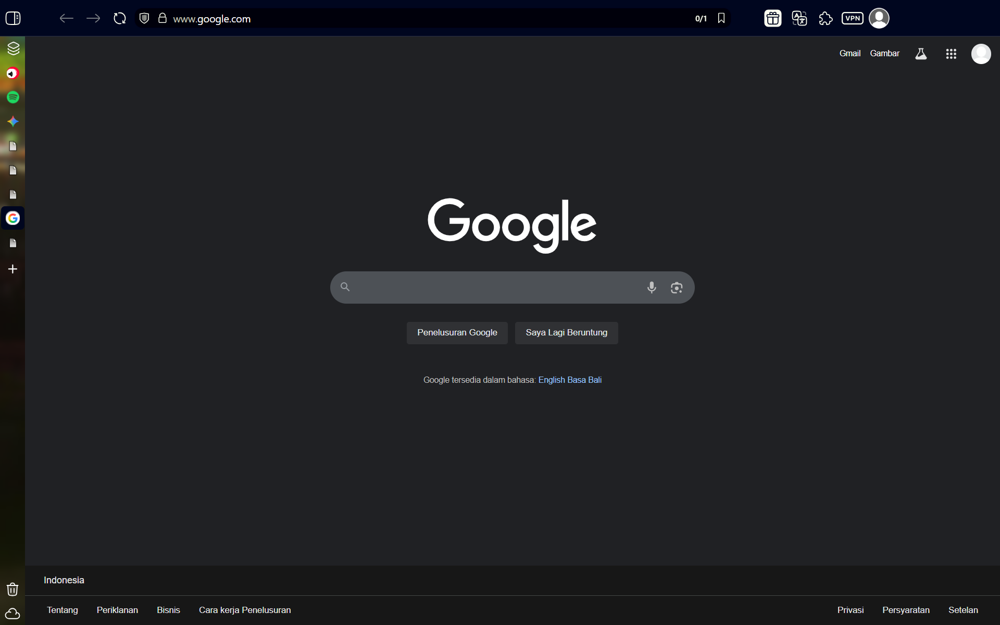 www.google.com
0/1
VPN
Gmail Gambar
Google
Penelusuran Google Saya Lagi Beruntung
Google tersedia dalam bahasa: English Basa Bali
Indonesia
Tentang Periklanan Bisnis Cara kerja Penelusuran Privasi Persyaratan Setelan